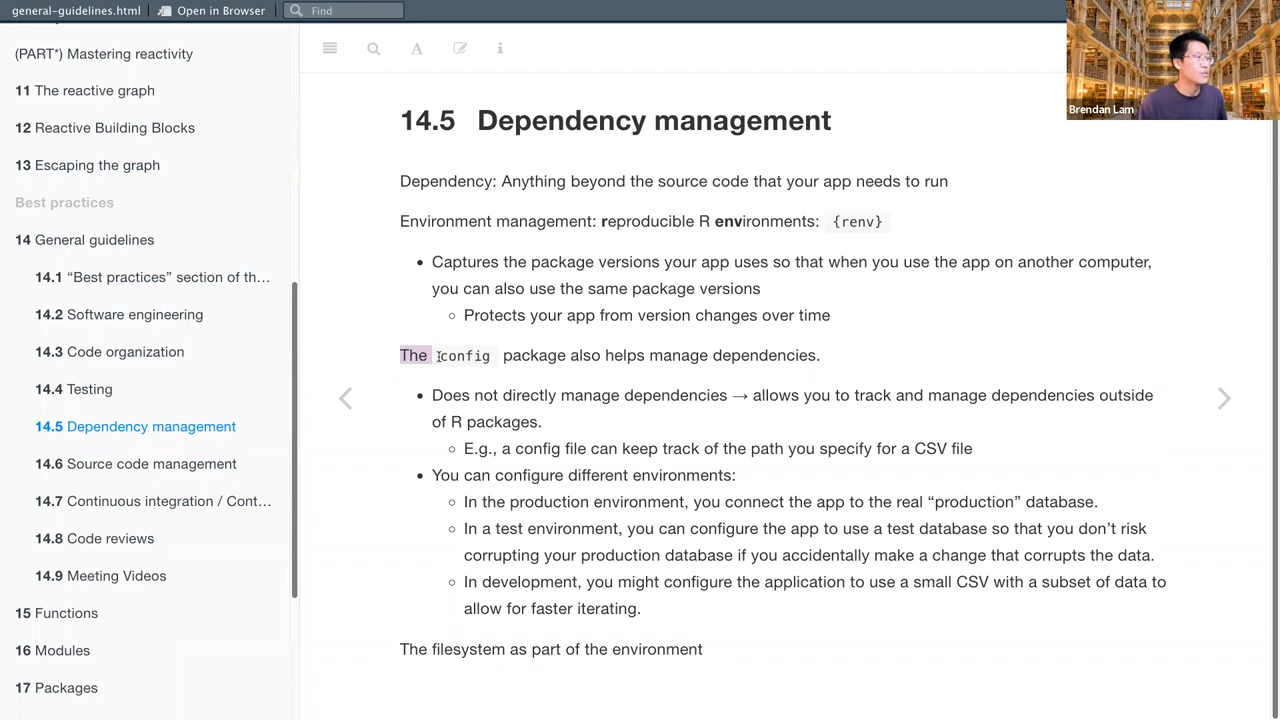 general-guidelines.html
Open in Browser
Find
Brendan Lam
(PART*) Mastering reactivity
11 The reactive graph
12 Reactive Building Blocks
13 Escaping the graph
Best practices
14 General guidelines
14.1 “Best practices” section of th…
14.2 Software engineering
14.3 Code organization
14.4 Testing
14.5 Dependency management
14.6 Source code management
14.7 Continuous integration / Cont…
14.8 Code reviews
14.9 Meeting Videos
15 Functions
16 Modules
17 Packages
14.5 Dependency management
Dependency: Anything beyond the source code that your app needs to run
Environment management: reproducible R environments: {renv}
Captures the package versions your app uses so that when you use the app on another computer,
you can also use the same package versions
Protects your app from version changes over time
The config package also helps manage dependencies.
Does not directly manage dependencies → allows you to track and manage dependencies outside
of R packages.
E.g., a config file can keep track of the path you specify for a CSV file
You can configure different environments:
In the production environment, you connect the app to the real “production” database.
In a test environment, you can configure the app to use a test database so that you don’t risk
corrupting your production database if you accidentally make a change that corrupts the data.
In development, you might configure the application to use a small CSV with a subset of data to
allow for faster iterating.
The filesystem as part of the environment